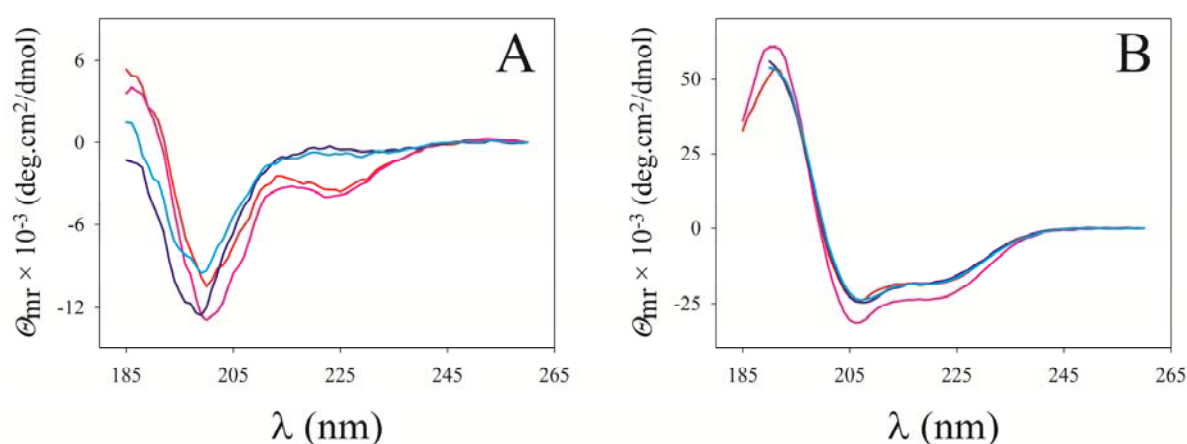 A
Θmr × 10-3 (deg.cm2/dmol)
6
0
-6
-12
185 205 225 245 265
λ (nm)
B
Θmr × 10-3 (deg.cm2/dmol)
50
25
0
-25
185 205 225 245 265
λ (nm)